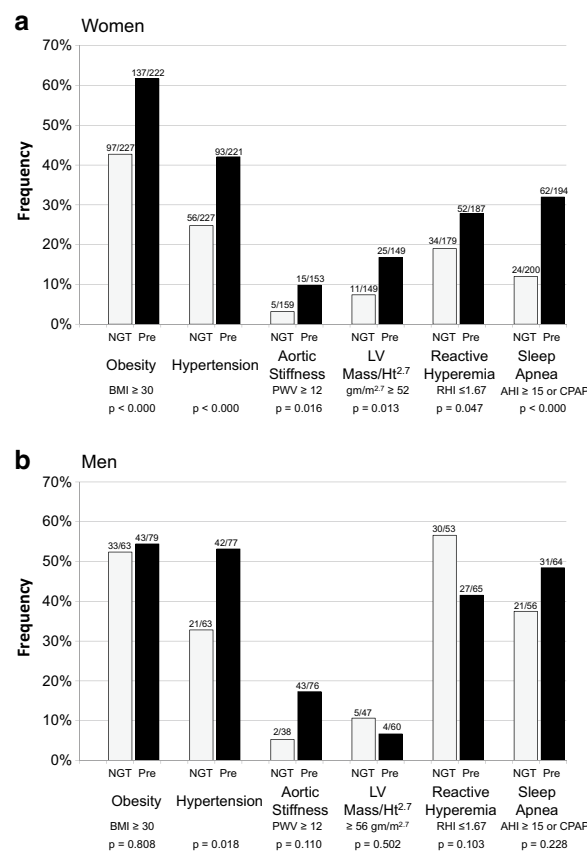 a Women
70%
60%
50%
40%
30%
20%
10%
0%
Frequency
97/227 137/222 56/227 93/221 5/159 15/153 11/149 25/149 34/179 52/187 24/200 62/194
NGT Pre NGT Pre NGT Pre NGT Pre NGT Pre NGT Pre
Obesity Hypertension Aortic Stiffness LV Mass/Ht2.7 Reactive Hyperemia Sleep Apnea
BMI ≥ 30 PWV ≥ 12 gm/m2.7 ≥ 52 RHI ≤1.67 AHI ≥ 15 or CPAP
p < 0.000 p < 0.000 p = 0.016 p = 0.013 p = 0.047 p < 0.000
b Men
70%
60%
50%
40%
30%
20%
10%
0%
Frequency
33/63 43/79 21/63 42/77 2/38 43/76 5/47 4/60 30/53 27/65 21/56 31/64
NGT Pre NGT Pre NGT Pre NGT Pre NGT Pre NGT Pre
Obesity Hypertension Aortic Stiffness LV Mass/Ht2.7 Reactive Hyperemia Sleep Apnea
BMI ≥ 30 PWV ≥ 12 ≥ 56 gm/m2.7 RHI ≤1.67 AHI ≥ 15 or CPAP
p = 0.808 p = 0.018 p = 0.110 p = 0.502 p = 0.103 p = 0.228